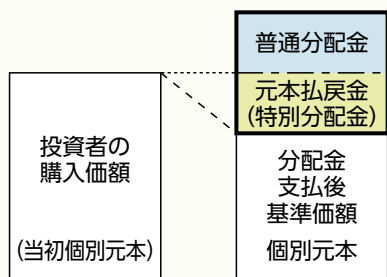 普通分配金
元本払戻金
(特別分配金)
投資者の
購入価額
(当初個別元本)
分配金
支払後
基準価額
個別元本